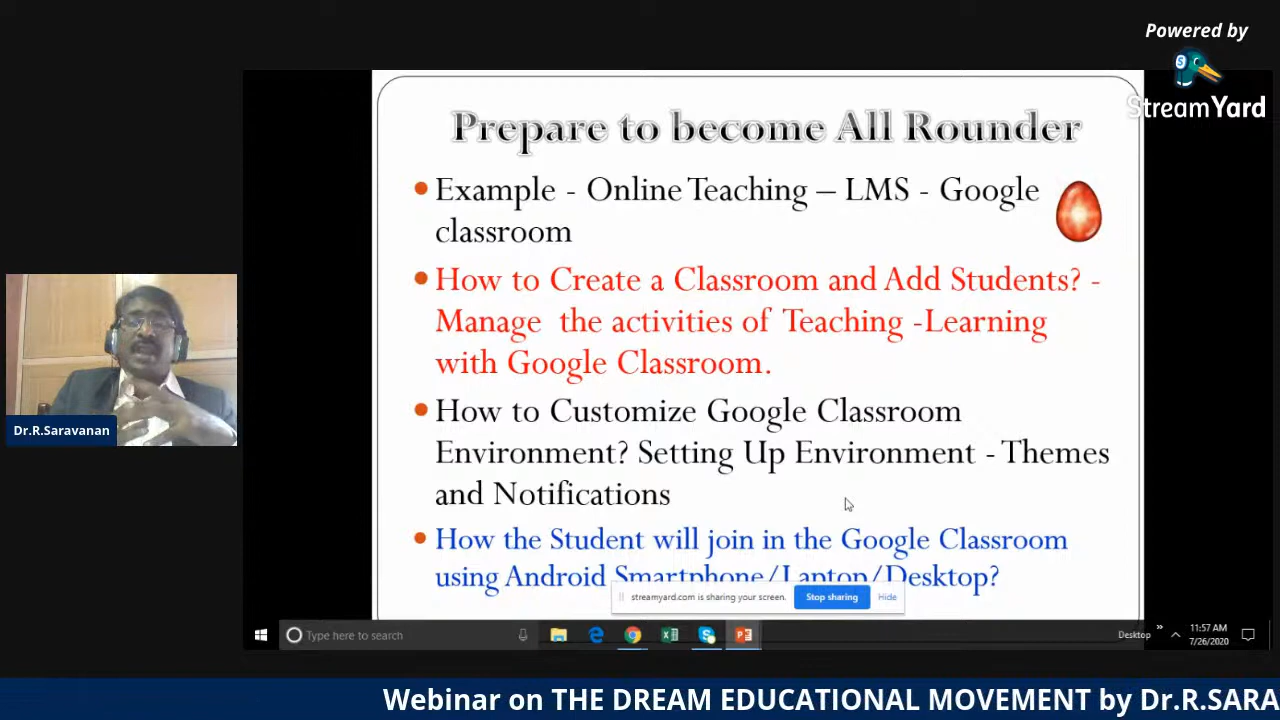 Powered by
StreamYard
Prepare to become All Rounder
Example - Online Teaching – LMS - Google
classroom
How to Create a Classroom and Add Students? -
Manage the activities of Teaching -Learning
with Google Classroom.
How to Customize Google Classroom
Environment? Setting Up Environment - Themes
and Notifications
How the Student will join in the Google Classroom
using Android Smartphone/Laptop/Desktop?
streamyard.com is sharing your screen. Stop sharing Hide
Dr.R.Saravanan
Type here to search
Desktop
11:57 AM
7/26/2020
Webinar on THE DREAM EDUCATIONAL MOVEMENT by Dr.R.SARA